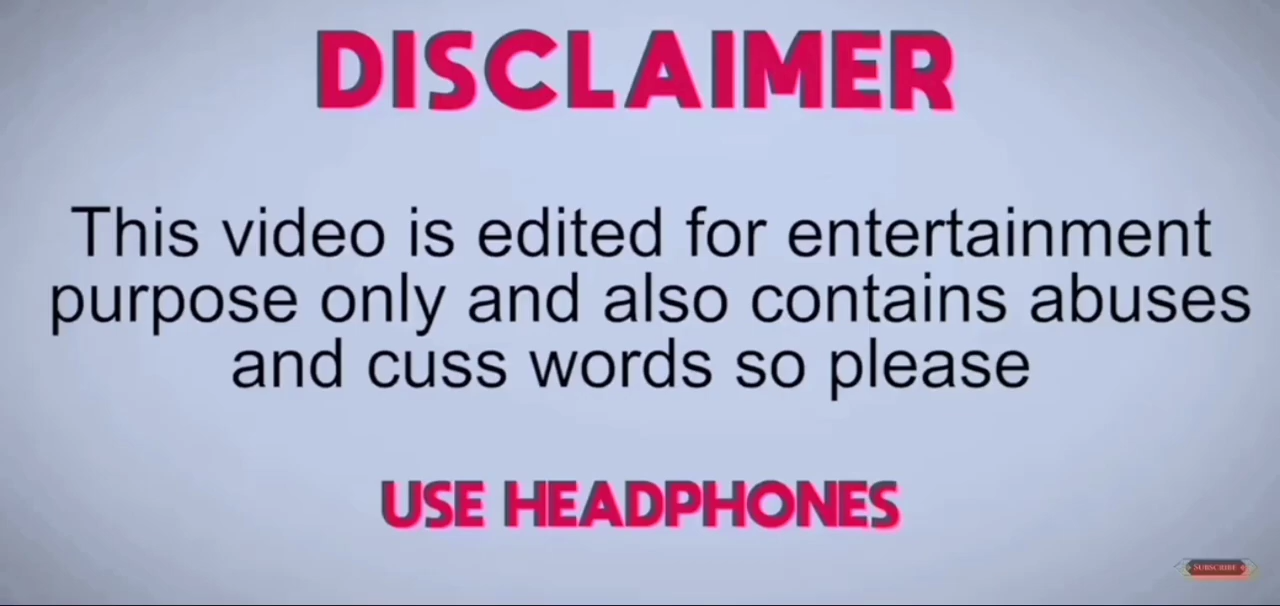 DISCLAIMER
This video is edited for entertainment
purpose only and also contains abuses
and cuss words so please
USE HEADPHONES
SUBSCRIBE